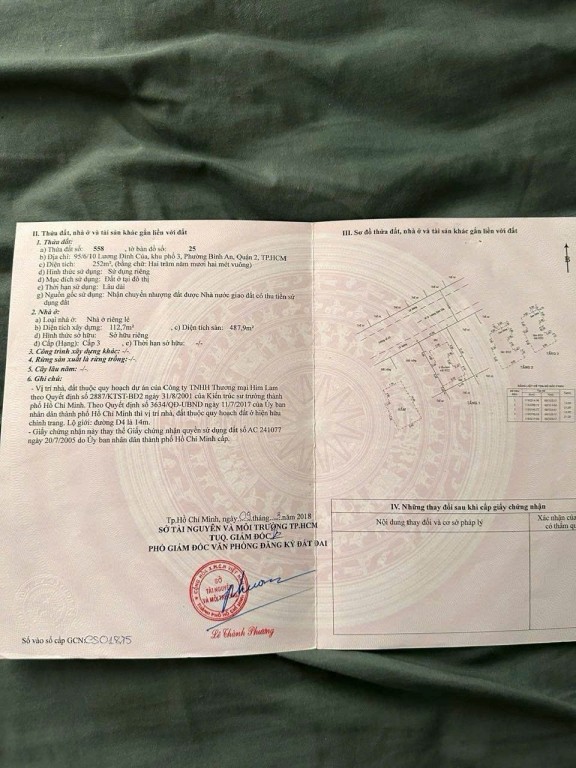 II. Thửa đất, nhà ở và tài sản khác gắn liền với đất
1. Thửa đất:
a) Thửa đất số: 558 , tờ bản đồ số: 25
b) Địa chỉ: 95/6/10 Lương Định Của, khu phố 3, Phường Bình An, Quận 2, TP.HCM
c) Diện tích: 252m², (bằng chữ: Hai trăm năm mươi hai mét vuông)
d) Hình thức sử dụng: Sử dụng riêng
đ) Mục đích sử dụng: Đất ở tại đô thị
e) Thời hạn sử dụng: Lâu dài
g) Nguồn gốc sử dụng: Nhận chuyển nhượng đất được Nhà nước giao đất có thu tiền sử
dụng đất
2. Nhà ở:
a) Loại nhà ở: Nhà ở riêng lẻ
b) Diện tích xây dựng: 112,7m² , c) Diện tích sàn: 487,9m²
d) Hình thức sở hữu: Sở hữu riêng
đ) Cấp (Hạng): Cấp 3 , e) Thời hạn sở hữu: -/-
3. Công trình xây dựng khác: -/-
4. Rừng sản xuất là rừng trồng: -/-
5. Cây lâu năm: -/-
6. Ghi chú:
- Vị trí nhà, đất thuộc quy hoạch dự án của Công ty TNHH Thương mại Him Lam
theo Quyết định số 2887/KTST-BĐ2 ngày 31/8/2001 của Kiến trúc sư trưởng thành
phố Hồ Chí Minh. Theo Quyết định số 3634/QĐ-UBND ngày 11/7/2017 của Ủy ban
nhân dân thành phố Hồ Chí Minh thì vị trí nhà, đất thuộc quy hoạch đất ở hiện hữu
chỉnh trang. Lộ giới: đường D4 là 14m.
- Giấy chứng nhận này thay thế Giấy chứng nhận quyền sử dụng đất số AC 241077
ngày 20/7/2005 do Ủy ban nhân dân thành phố Hồ Chí Minh cấp.
Tp.Hồ Chí Minh, ngày 09 tháng 2 năm 2018
SỞ TÀI NGUYÊN VÀ MÔI TRƯỜNG TP.HCM
TUQ. GIÁM ĐỐC
PHÓ GIÁM ĐỐC VĂN PHÒNG ĐĂNG KÝ ĐẤT ĐAI
SỞ
TÀI NGUYÊN
VÀ MÔI TRƯỜNG
Lê Thành Phương
Số vào sổ cấp GCN: CS01875
III. Sơ đồ thửa đất, nhà ở và tài sản khác gắn liền với đất
B
HẦM
TẦNG 2
TẦNG 3
IV. Những thay đổi sau khi cấp giấy chứng nhận
Nội dung thay đổi và cơ sở pháp lý
Xác nhận của
có thẩm qu